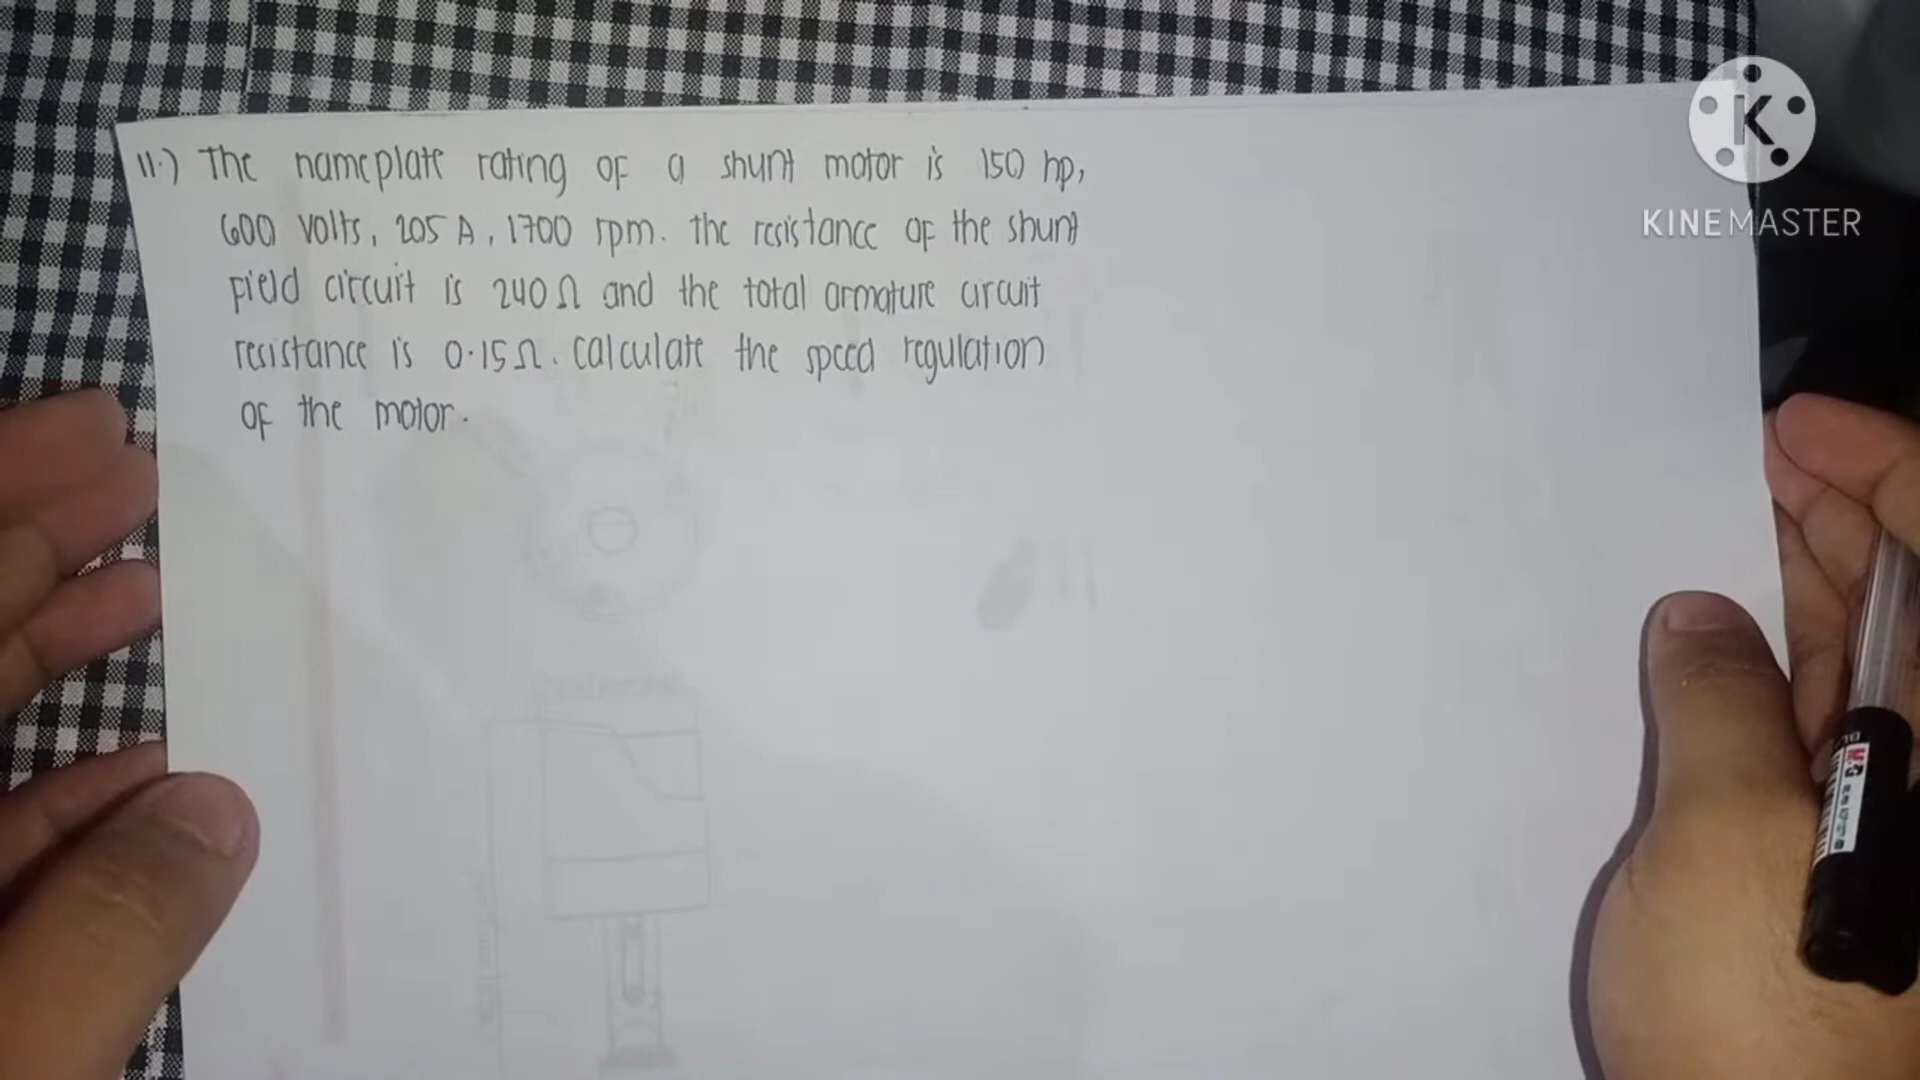 11.) The nameplate rating of a shunt motor is 150 hp,
600 volts, 205 A, 1700 rpm. The resistance of the shunt
field circuit is 240 Ω and the total armature circuit
resistance is 0.15 Ω. Calculate the speed regulation
of the motor.
K
KINEMASTER
M&G